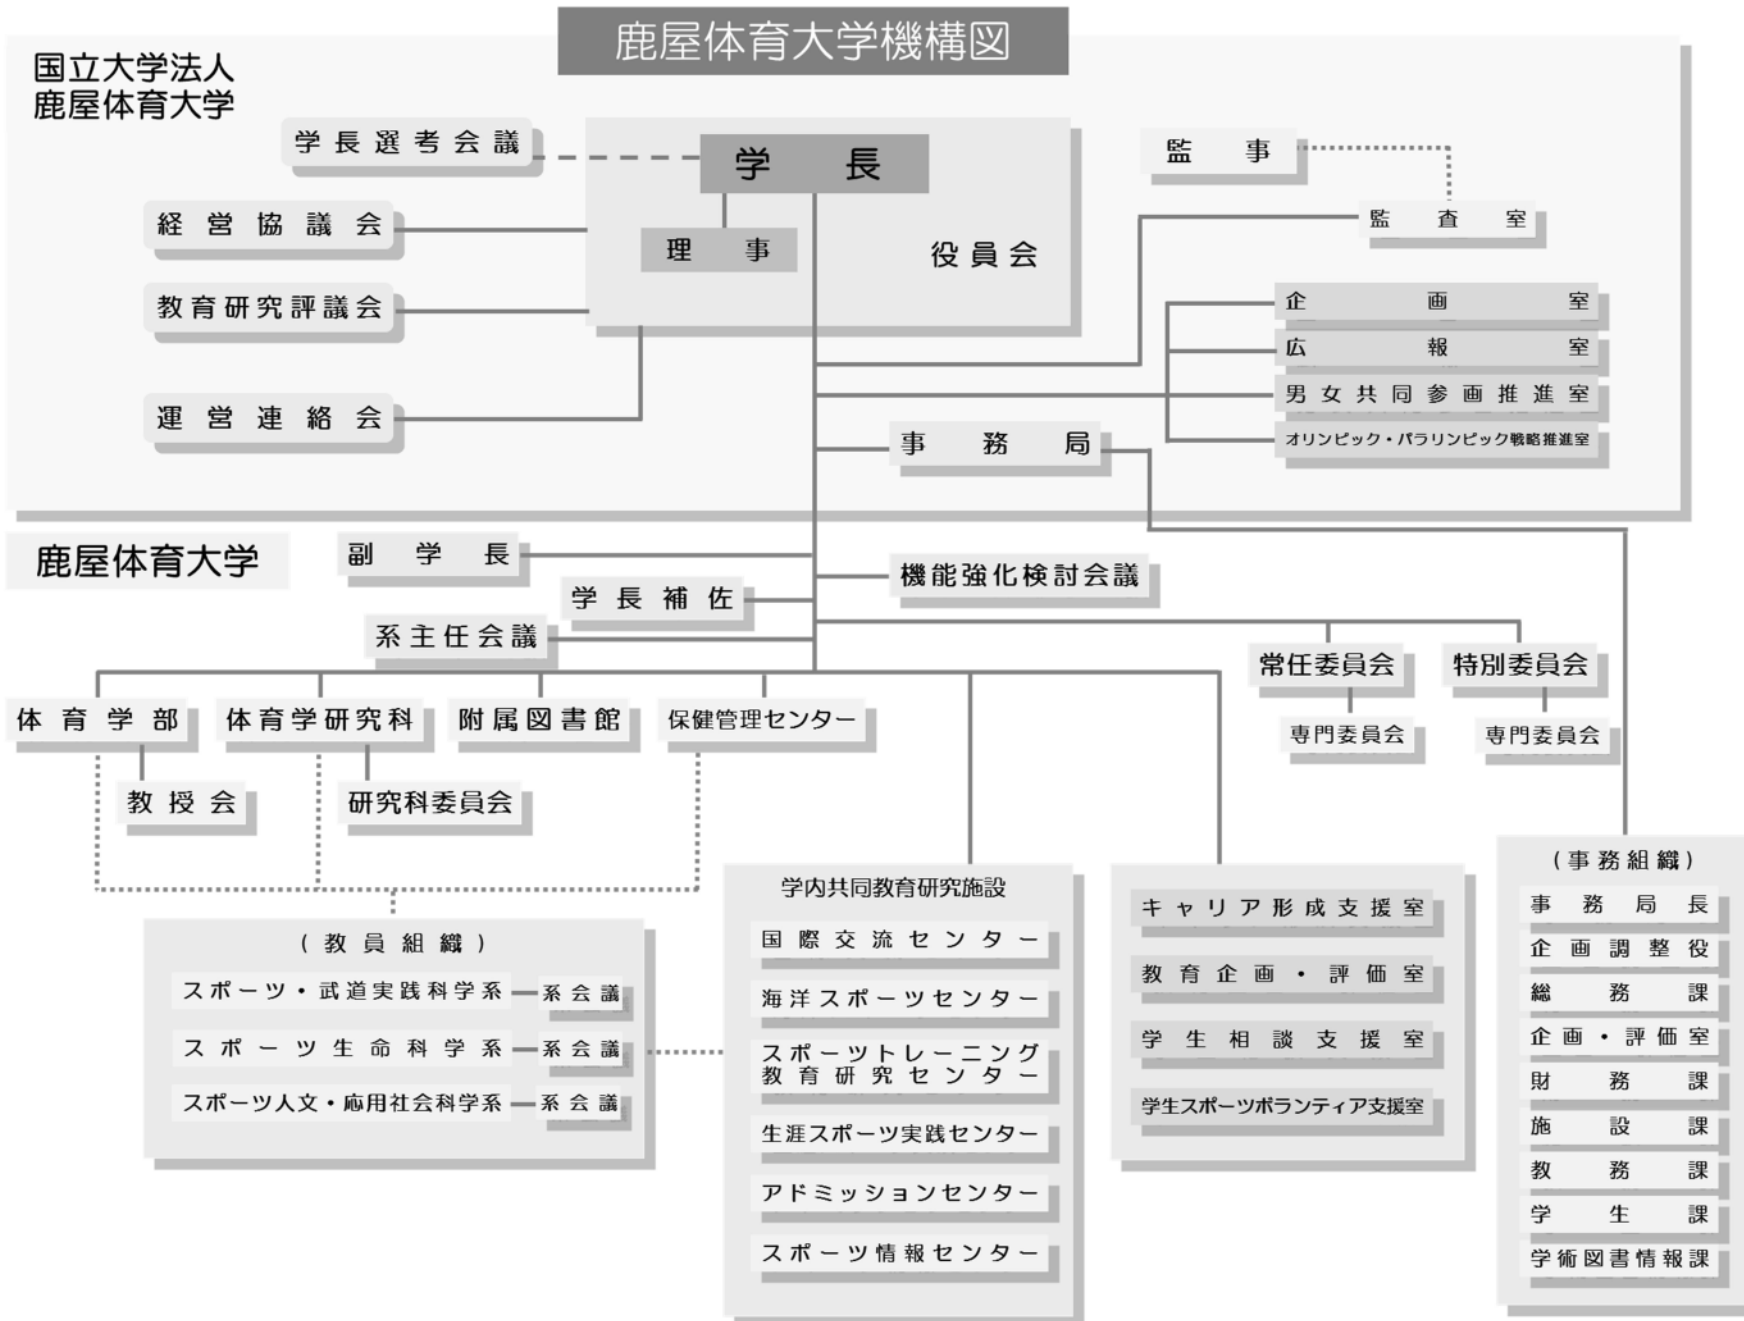 鹿屋体育大学機構図
国立大学法人
鹿屋体育大学
学長選考会議
学長
監事
経営協議会
理事
役員会
監査室
教育研究評議会
企画室
広報室
男女共同参画推進室
運営連絡会
事務局
オリンピック・パラリンピック戦略推進室
鹿屋体育大学
副学長
機能強化検討会議
学長補佐
系主任会議
常任委員会
特別委員会
体育学部
体育学研究科
附属図書館
保健管理センター
専門委員会
専門委員会
教授会
研究科委員会
(教員組織)
スポーツ・武道実践科学系
系会議
スポーツ生命科学系
系会議
スポーツ人文・応用社会科学系
系会議
学内共同教育研究施設
国際交流センター
海洋スポーツセンター
スポーツトレーニング
教育研究センター
生涯スポーツ実践センター
アドミッションセンター
スポーツ情報センター
キャリア形成支援室
教育企画・評価室
学生相談支援室
学生スポーツボランティア支援室
(事務組織)
事務局長
企画調整役
総務課
企画・評価室
財務課
施設課
教務課
学生課
学術図書情報課